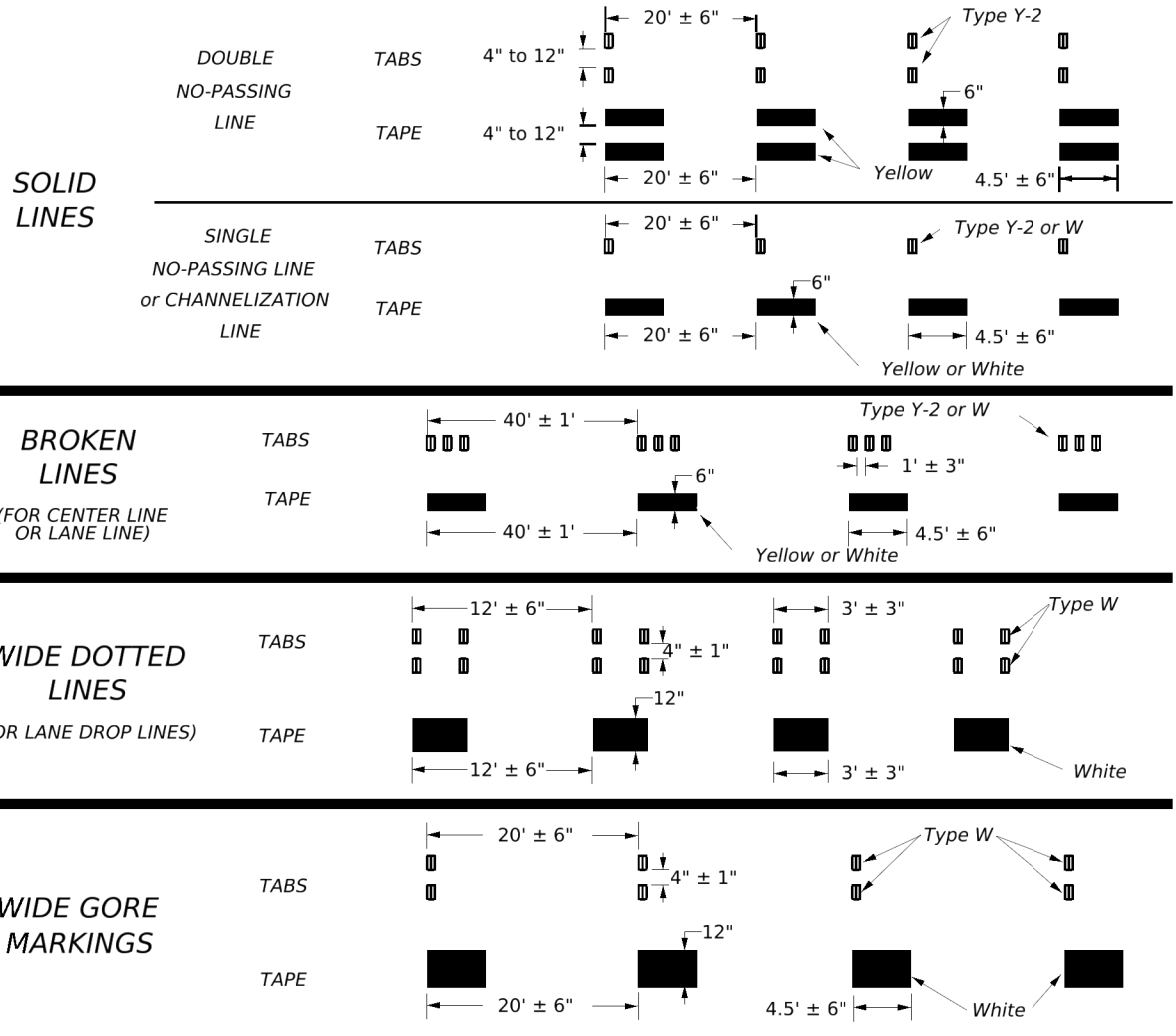 20' ± 6"
Type Y-2
DOUBLE
NO-PASSING
LINE
TABS
4" to 12"
6"
TAPE
4" to 12"
Yellow
20' ± 6"
4.5' ± 6"
SOLID
LINES
SINGLE
NO-PASSING LINE
or CHANNELIZATION
LINE
TABS
20' ± 6"
Type Y-2 or W
6"
TAPE
20' ± 6"
4.5' ± 6"
Yellow or White
BROKEN
LINES
(FOR CENTER LINE
OR LANE LINE)
TABS
40' ± 1'
Type Y-2 or W
1' ± 3"
6"
TAPE
40' ± 1'
4.5' ± 6"
Yellow or White
WIDE DOTTED
LINES
OR LANE DROP LINES)
TABS
12' ± 6"
3' ± 3"
Type W
4" ± 1"
12"
TAPE
12' ± 6"
3' ± 3"
White
WIDE GORE
MARKINGS
TABS
20' ± 6"
Type W
4" ± 1"
12"
TAPE
20' ± 6"
4.5' ± 6"
White